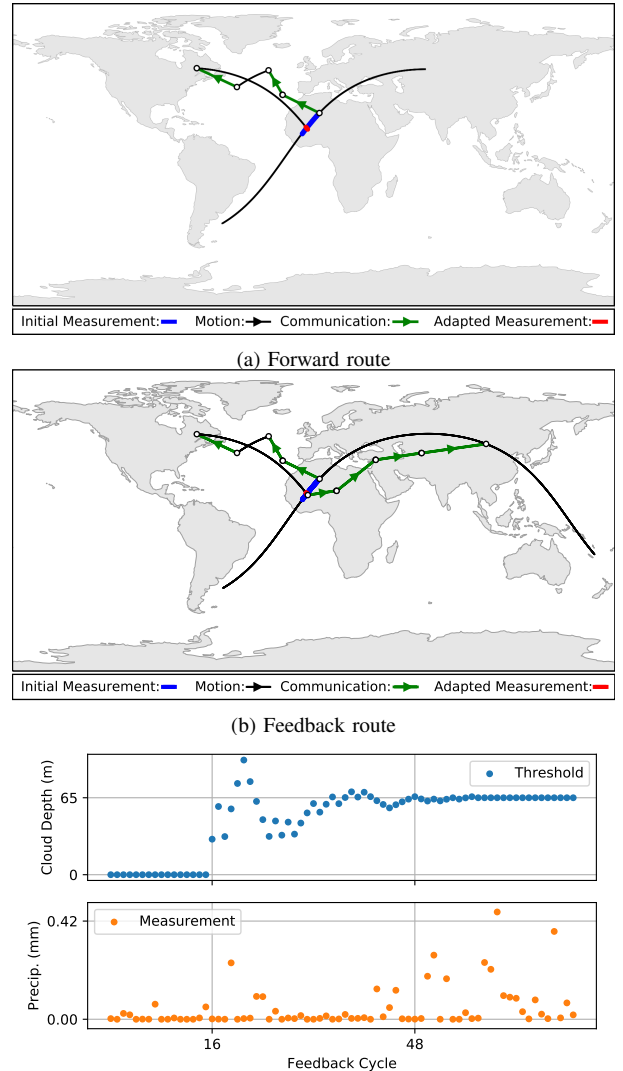 Initial Measurement: Motion: Communication: Adapted Measurement:
(a) Forward route
Initial Measurement: Motion: Communication: Adapted Measurement:
(b) Feedback route
Cloud Depth (m)
65
0
Threshold
Precip. (mm)
0.42
0.00
Measurement
16
48
Feedback Cycle